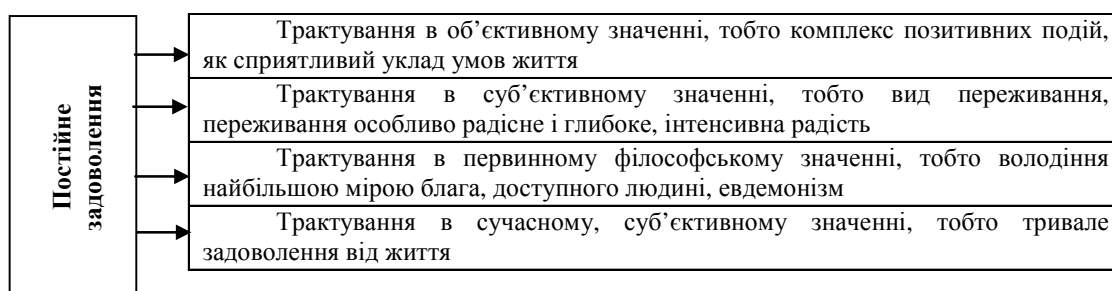 Постійне
задоволення
Трактування в об’єктивному значенні, тобто комплекс позитивних подій,
як сприятливий уклад умов життя
Трактування в суб’єктивному значенні, тобто вид переживання,
переживання особливо радісне і глибоке, інтенсивна радість
Трактування в первинному філософському значенні, тобто володіння
найбільшою мірою блага, доступного людині, евдемонізм
Трактування в сучасному, суб’єктивному значенні, тобто тривале
задоволення від життя